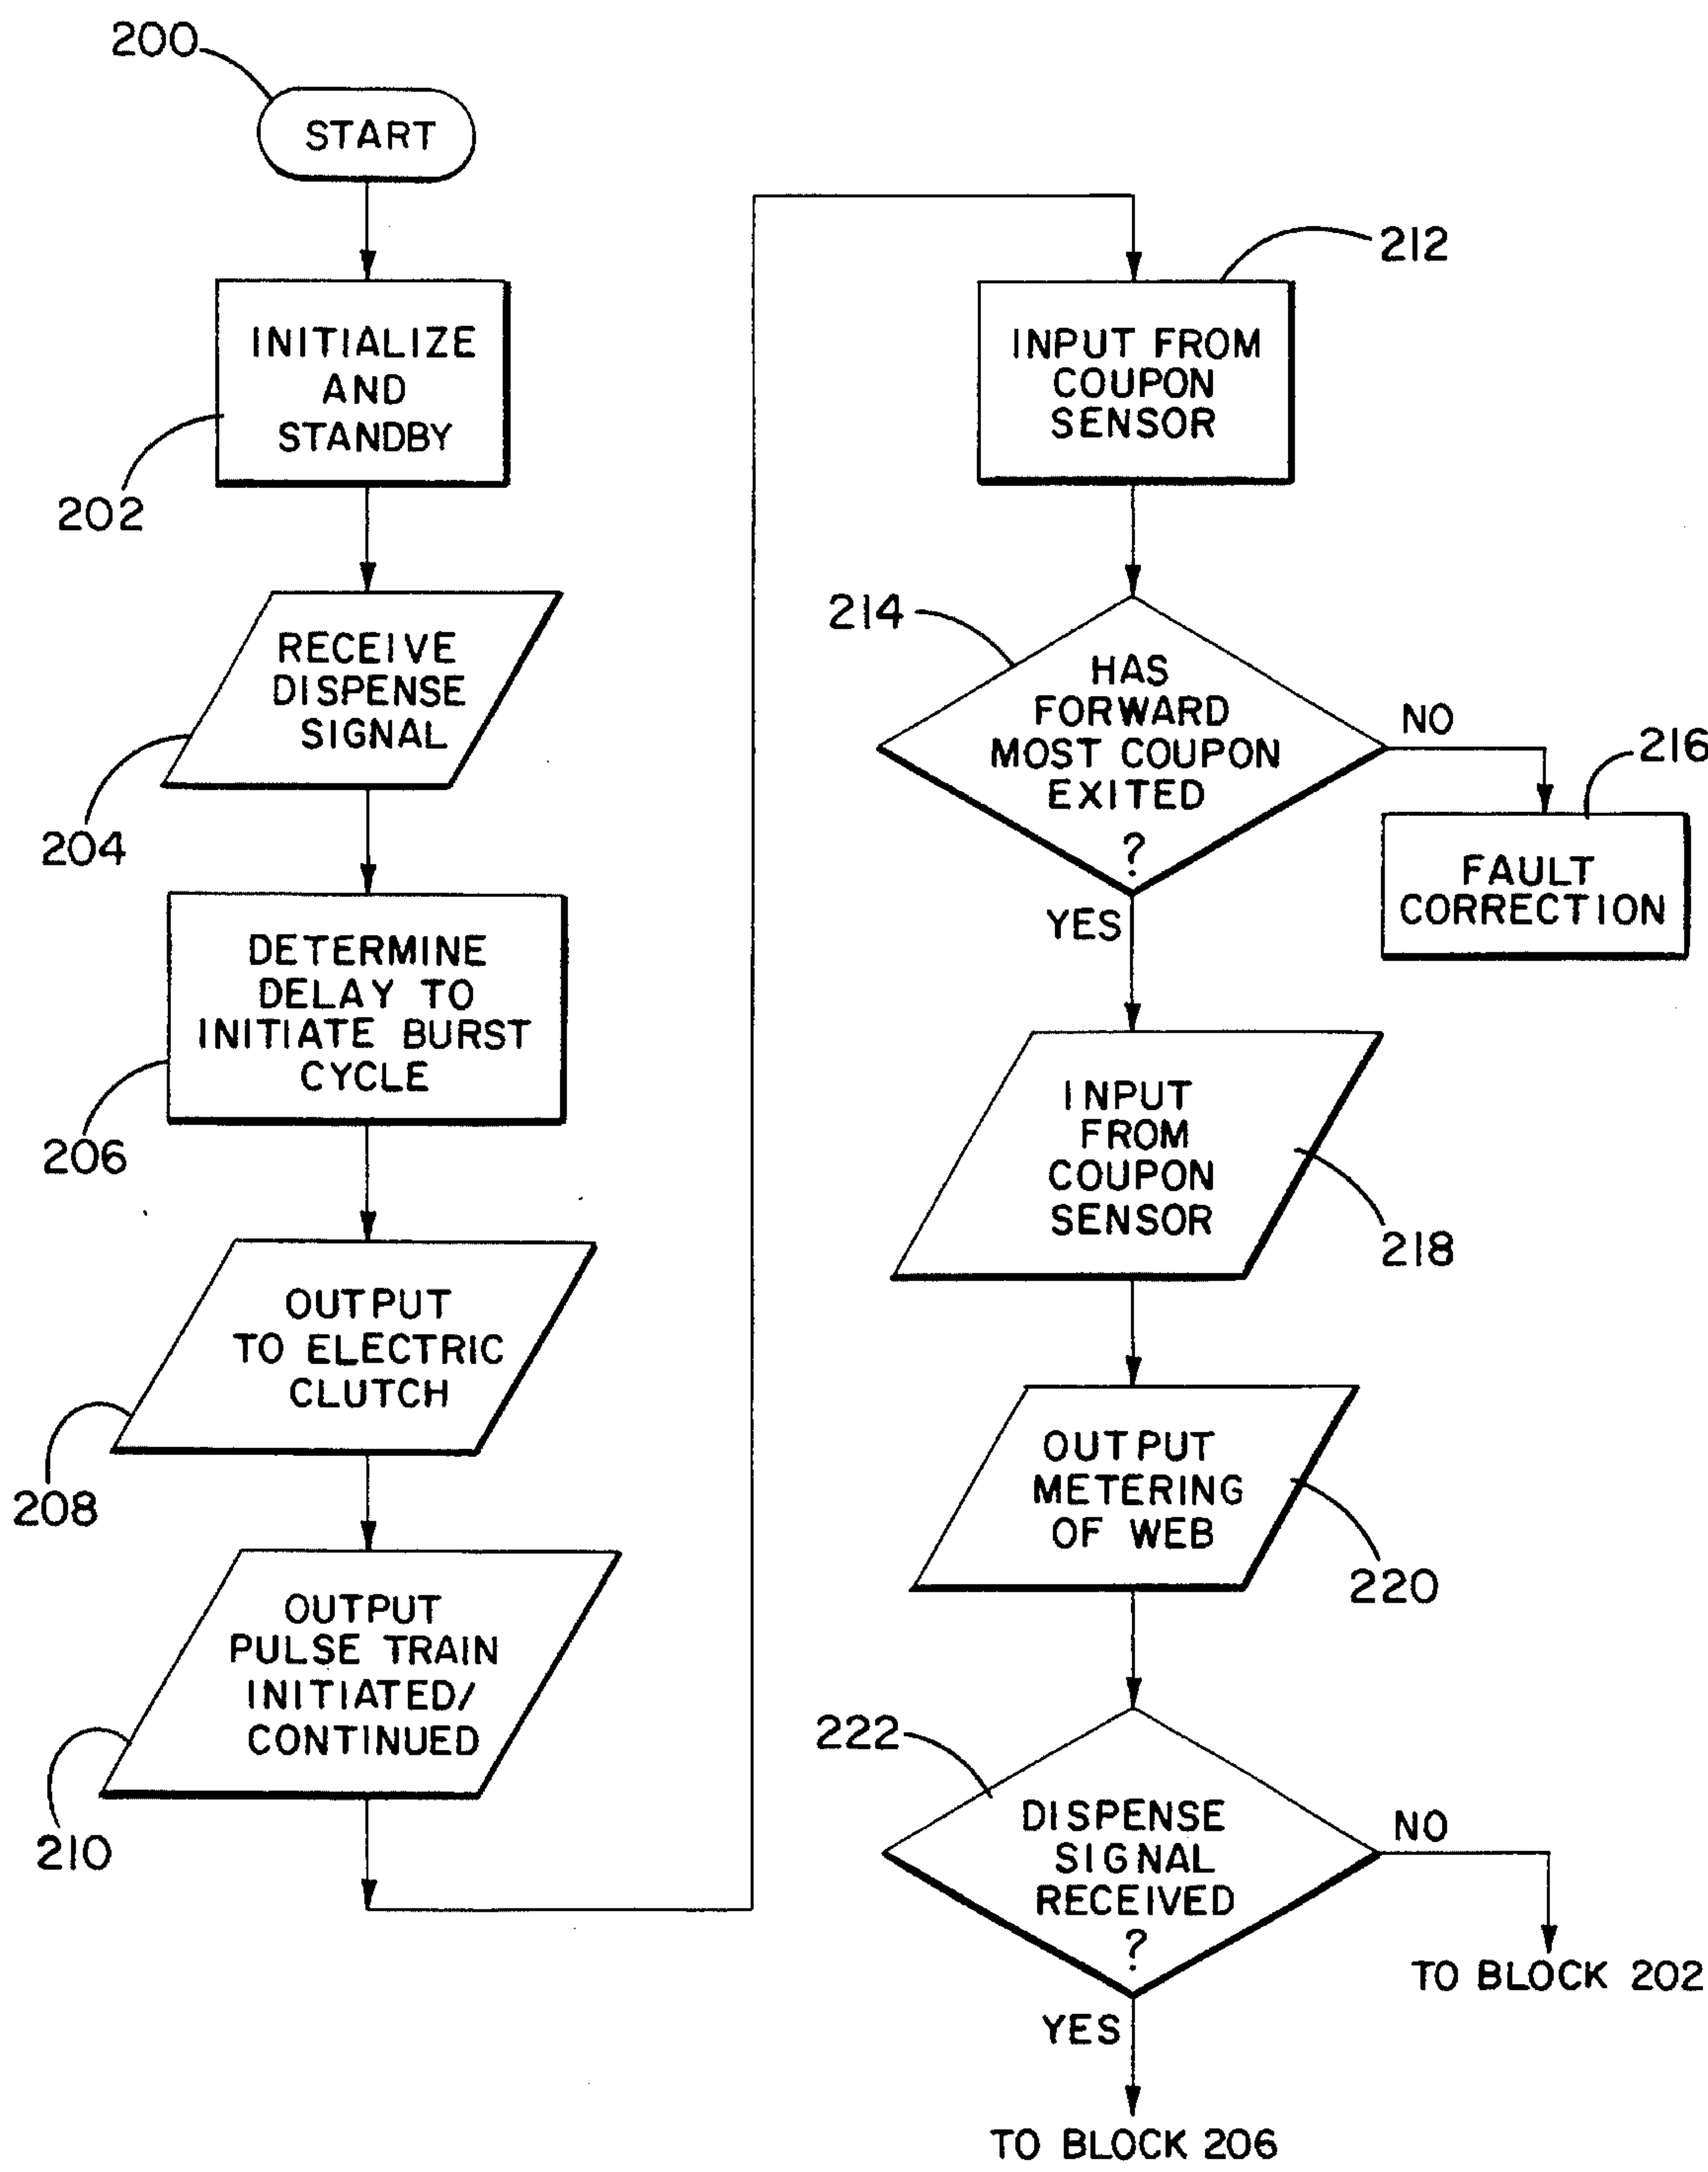 200
START
INITIALIZE
AND
STANDBY
202
RECEIVE
DISPENSE
SIGNAL
204
DETERMINE
DELAY TO
INITIATE BURST
CYCLE
206
OUTPUT
TO ELECTRIC
CLUTCH
208
OUTPUT
PULSE TRAIN
INITIATED/
CONTINUED
210
212
INPUT FROM
COUPON
SENSOR
214
HAS
FORWARD
MOST COUPON
EXITED
?
NO
216
FAULT
CORRECTION
YES
INPUT
FROM
COUPON
SENSOR
218
OUTPUT
METERING
OF WEB
220
222
DISPENSE
SIGNAL
RECEIVED
?
NO
TO BLOCK 202
YES
TO BLOCK 206